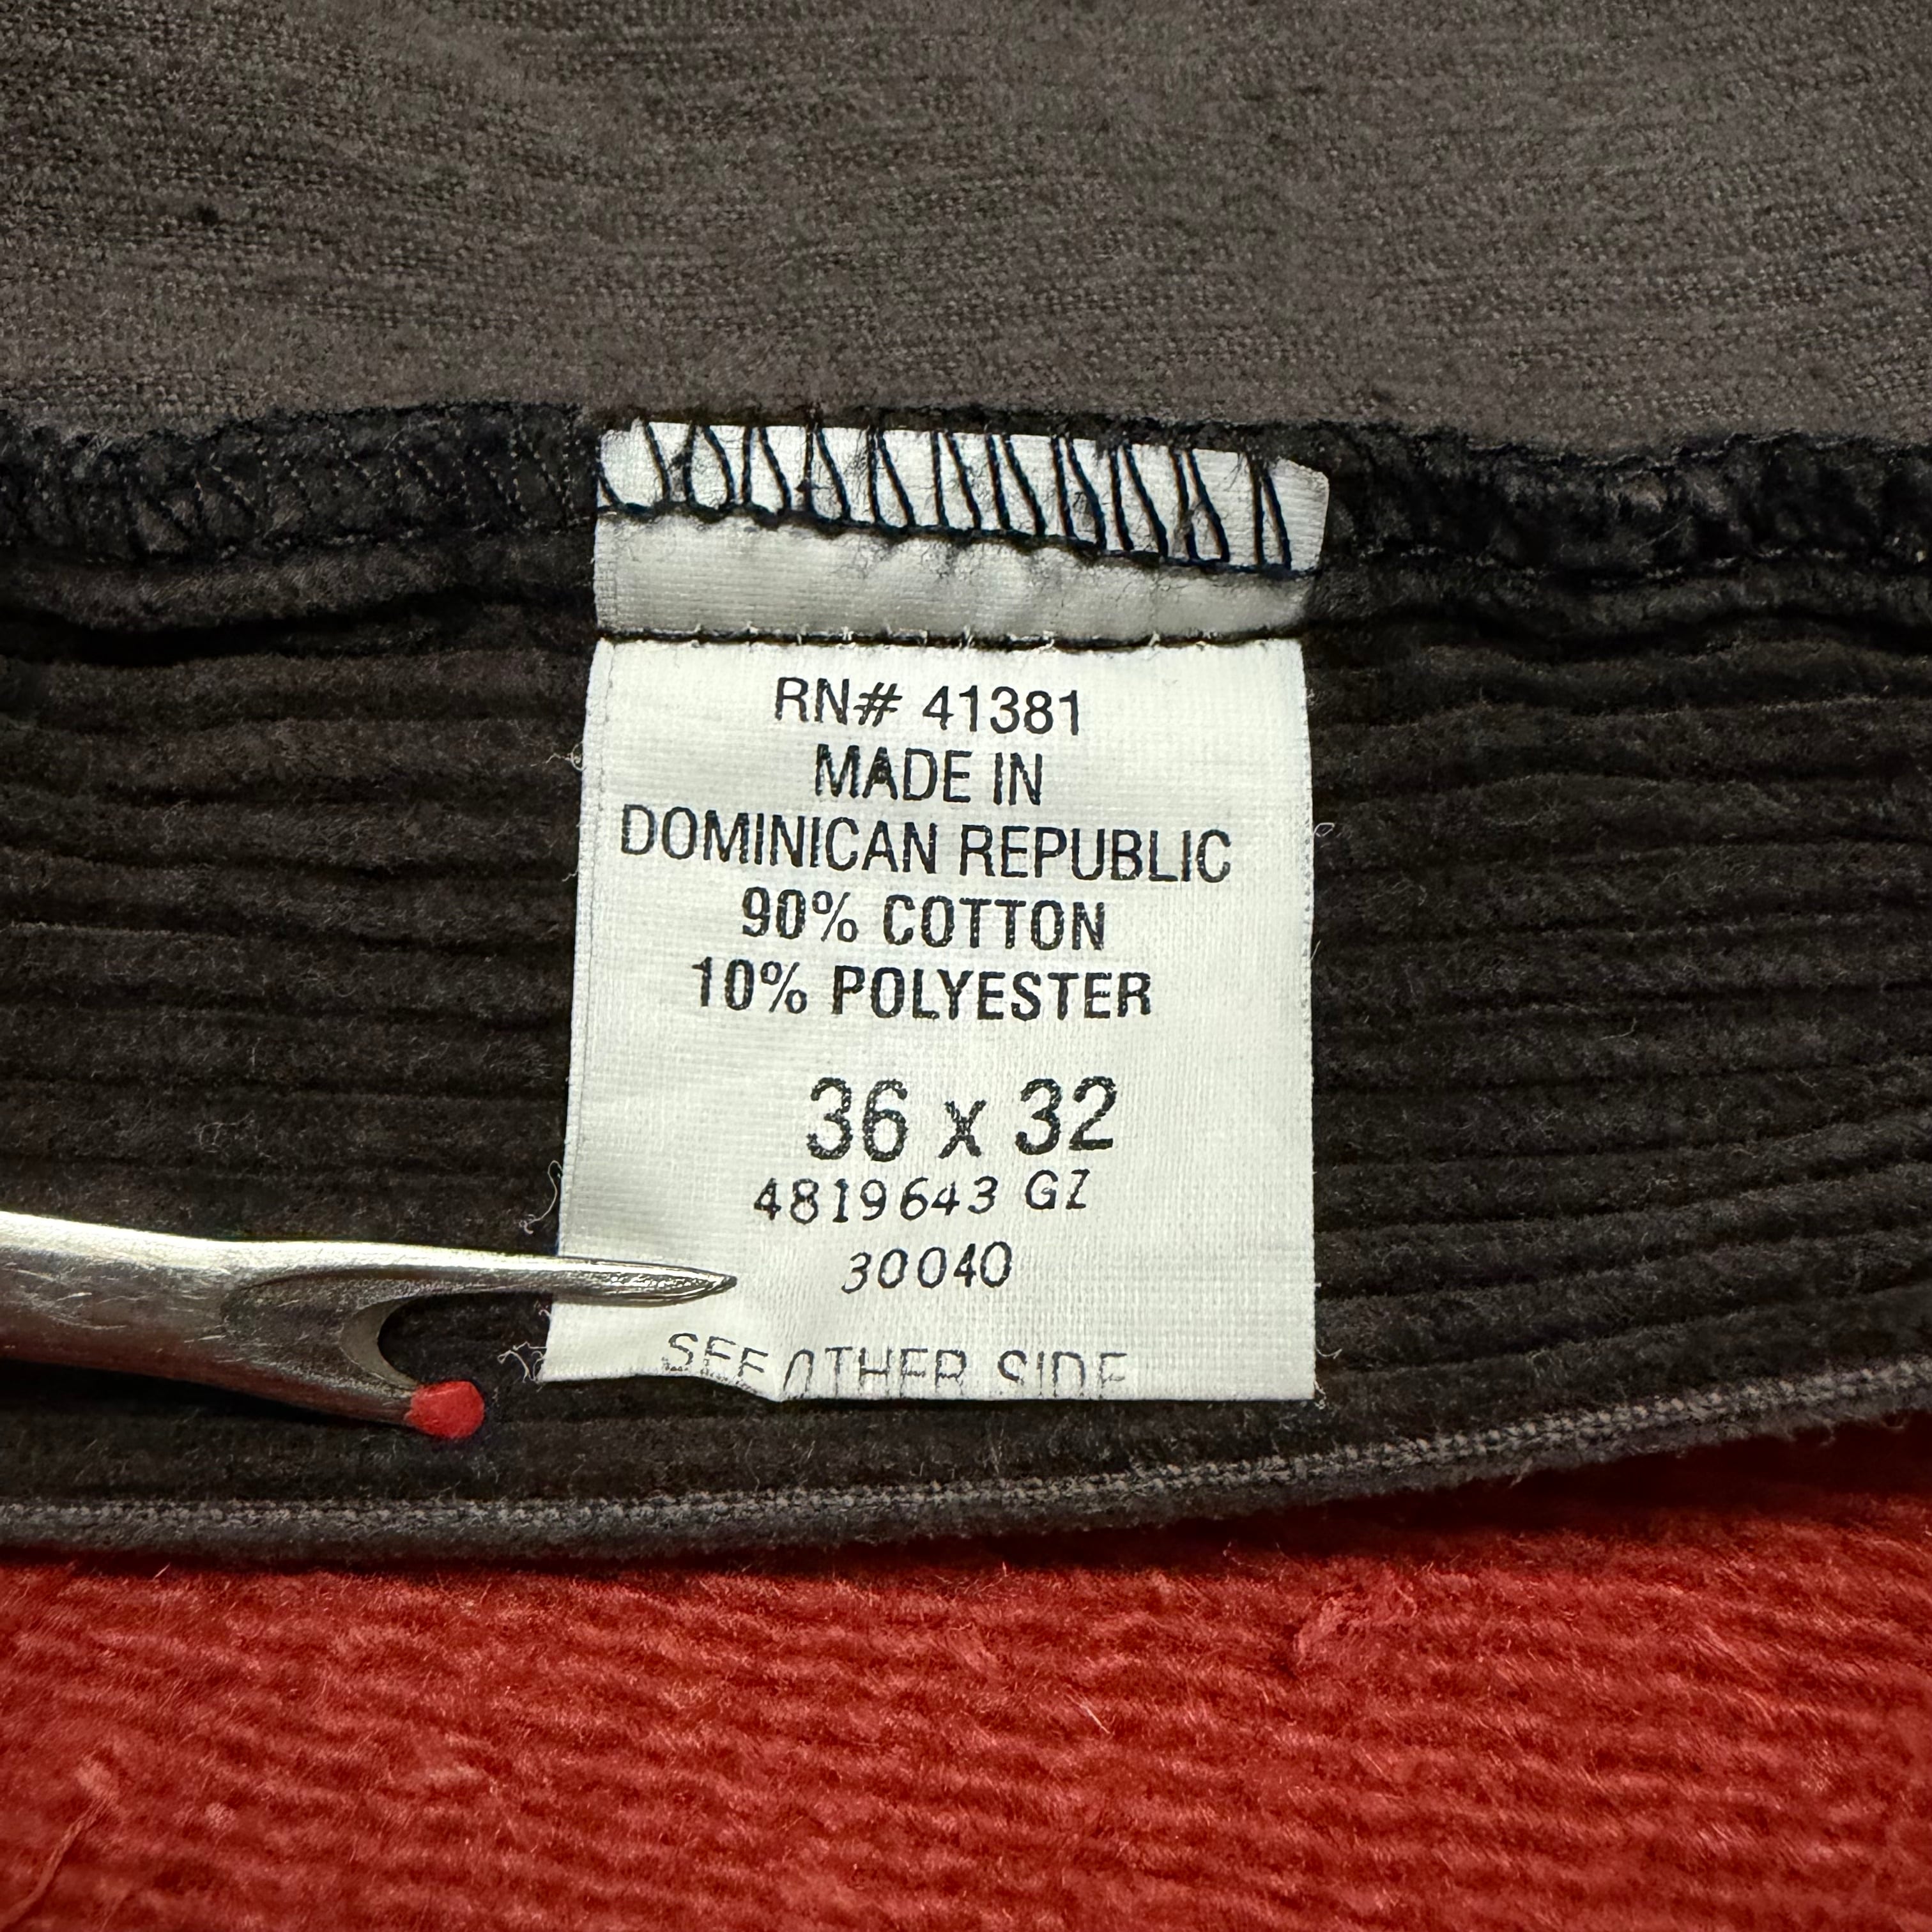 RN# 41381
MADE IN
DOMINICAN REPUBLIC
90% COTTON
10% POLYESTER
36 x 32
4819643 GZ
30040
SEE OTHER SIDE